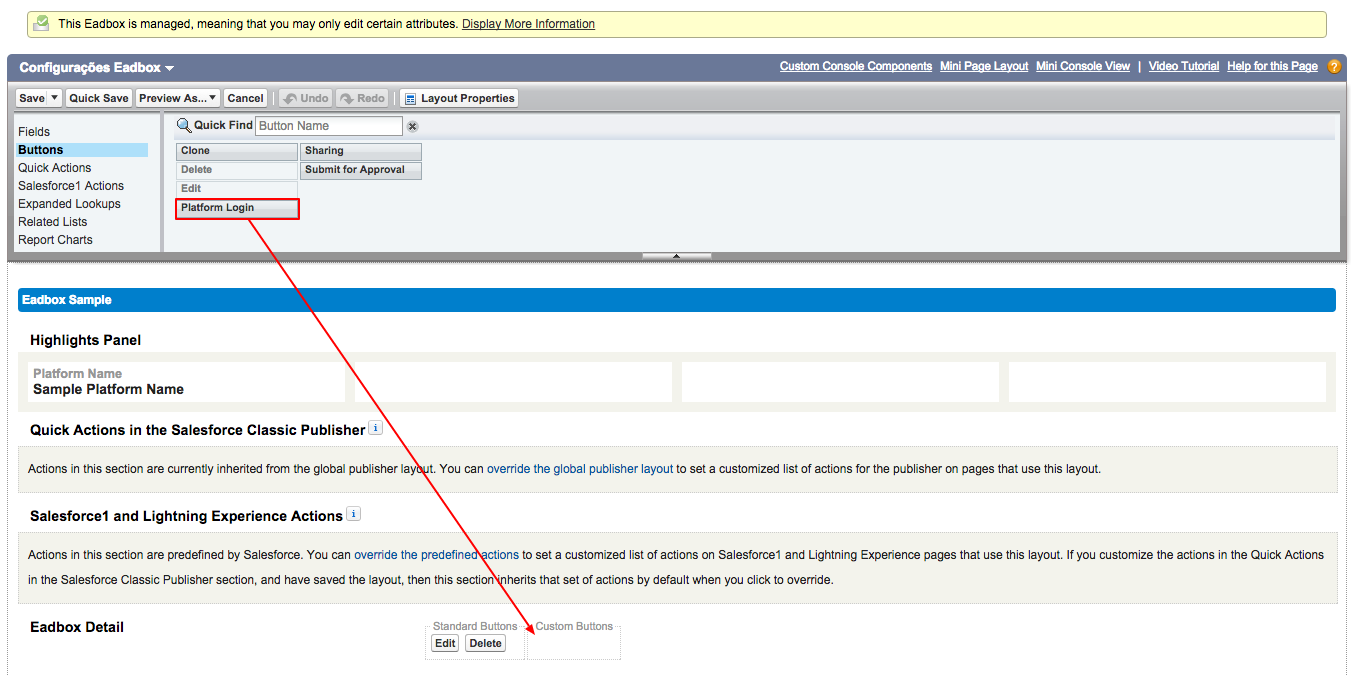 This Eadbox is managed, meaning that you may only edit certain attributes. Display More Information
Configurações Eadbox
Custom Console Components Mini Page Layout Mini Console View | Video Tutorial Help for this Page ?
Save Quick Save Preview As... Cancel Undo Redo Layout Properties
Fields
Buttons
Quick Actions
Salesforce1 Actions
Expanded Lookups
Related Lists
Report Charts
Quick Find Button Name
Clone Sharing
Delete Submit for Approval
Edit
Platform Login
Eadbox Sample
Highlights Panel
Platform Name
Sample Platform Name
Quick Actions in the Salesforce Classic Publisher i
Actions in this section are currently inherited from the global publisher layout. You can override the global publisher layout to set a customized list of actions for the publisher on pages that use this layout.
Salesforce1 and Lightning Experience Actions i
Actions in this section are predefined by Salesforce. You can override the predefined actions to set a customized list of actions on Salesforce1 and Lightning Experience pages that use this layout. If you customize the actions in the Quick Actions
in the Salesforce Classic Publisher section, and have saved the layout, then this section inherits that set of actions by default when you click to override.
Eadbox Detail
Standard Buttons Custom Buttons
Edit Delete